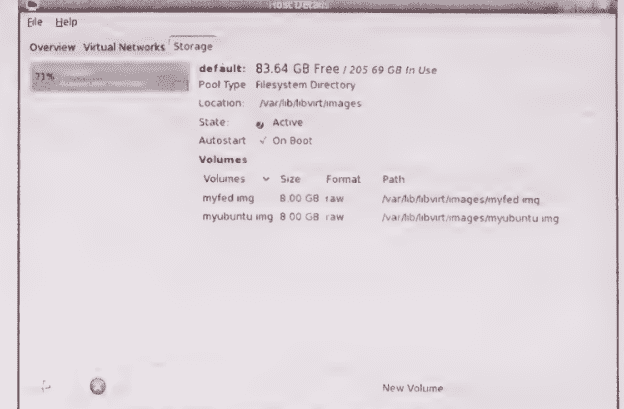 Host Details
File Help
Overview Virtual Networks Storage
71%
default: 83.64 GB Free / 205 69 GB In Use
Pool Type Filesystem Directory
Location: /var/lib/libvirt/images
State: Active
Autostart ✓ On Boot
Volumes
Volumes Size Format Path
myfed img 8.00 GB raw /var/lib/libvirt/images/myfed img
myubuntu img 8 00 GB raw /var/lib/libvirt/images/myubuntu img
New Volume